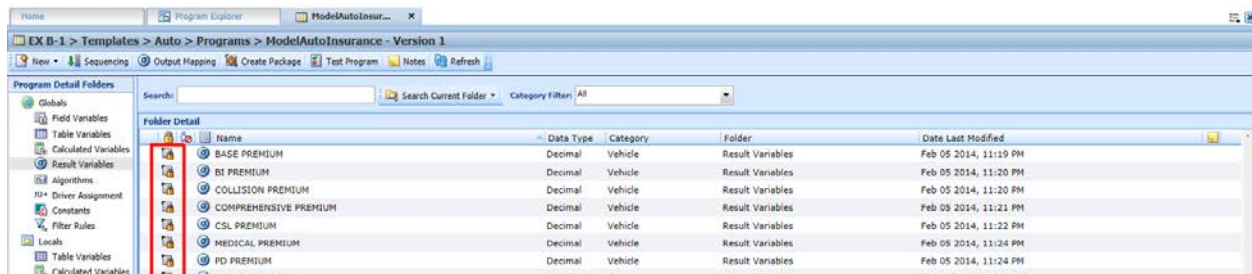 Home Program Explorer ModelAutoInsur... x
EX B-1 > Templates > Auto > Programs > ModelAutoInsurance - Version 1
New Sequencing Output Mapping Create Package Test Program Notes Refresh
Program Detail Folders
Globals
Field Variables
Table Variables
Calculated Variables
Result Variables
Algorithms
Driver Assignment
Constants
Filter Rules
Locals
Table Variables
Calculated Variables
Search: Search Current Folder Category Filter: All
Folder Detail
Name Data Type Category Folder Date Last Modified
BASE PREMIUM Decimal Vehicle Result Variables Feb 05 2014, 11:19 PM
BI PREMIUM Decimal Vehicle Result Variables Feb 05 2014, 11:20 PM
COLLISION PREMIUM Decimal Vehicle Result Variables Feb 05 2014, 11:20 PM
COMPREHENSIVE PREMIUM Decimal Vehicle Result Variables Feb 05 2014, 11:21 PM
CSL PREMIUM Decimal Vehicle Result Variables Feb 05 2014, 11:22 PM
MEDICAL PREMIUM Decimal Vehicle Result Variables Feb 05 2014, 11:24 PM
PD PREMIUM Decimal Vehicle Result Variables Feb 05 2014, 11:24 PM